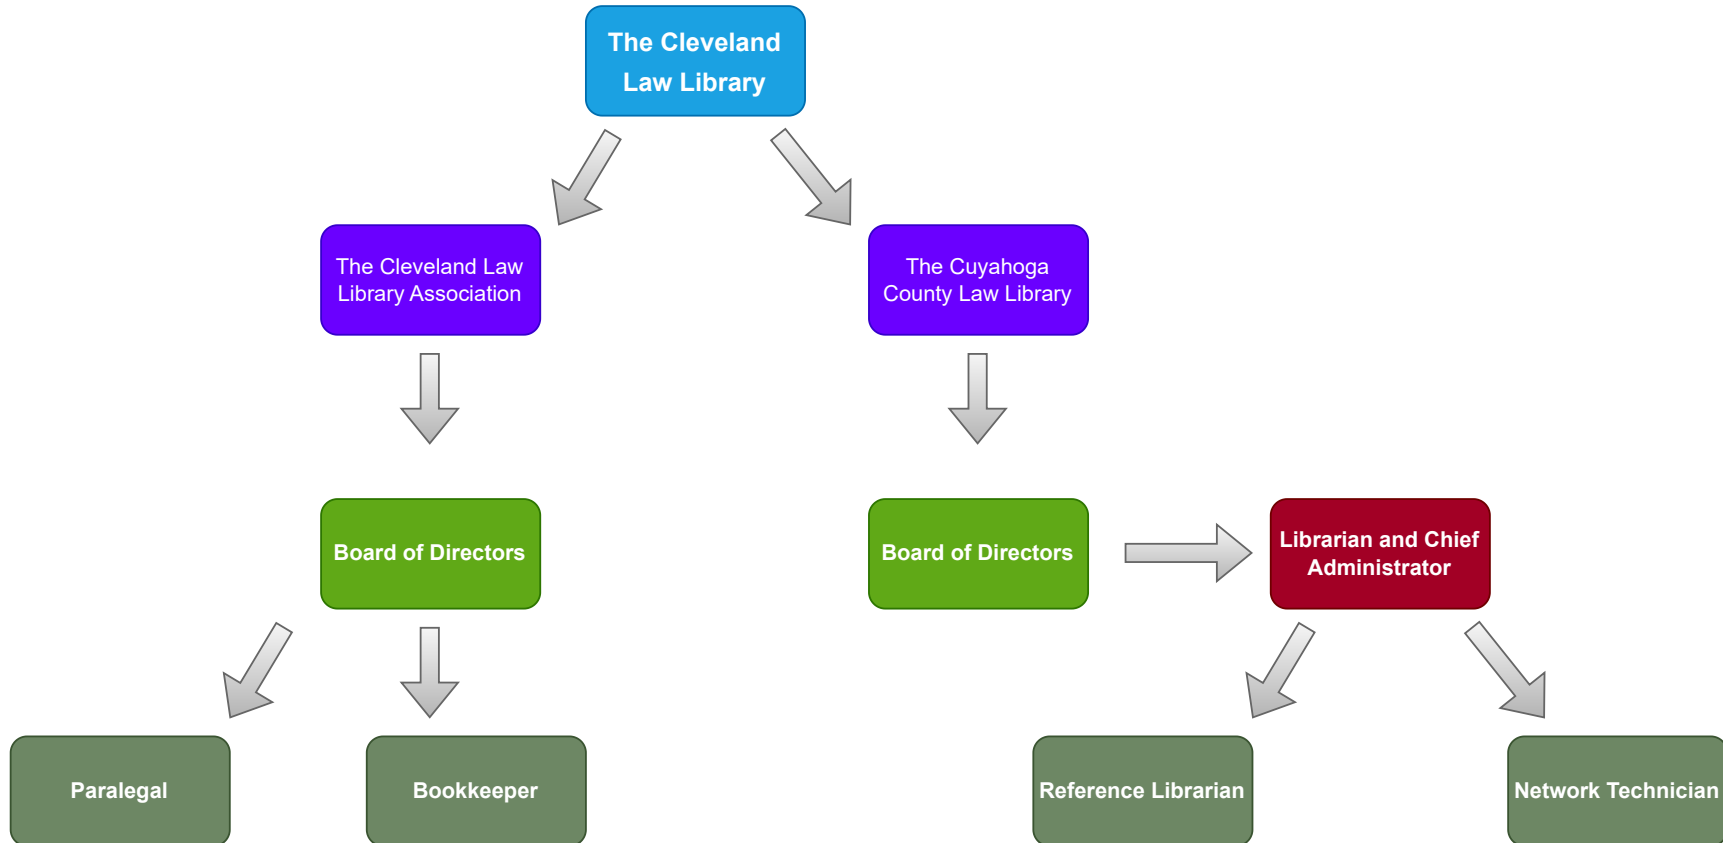 The Cleveland
Law Library
The Cleveland Law
Library Association
The Cuyahoga
County Law Library
Board of Directors
Board of Directors
Librarian and Chief
Administrator
Paralegal
Bookkeeper
Reference Librarian
Network Technician